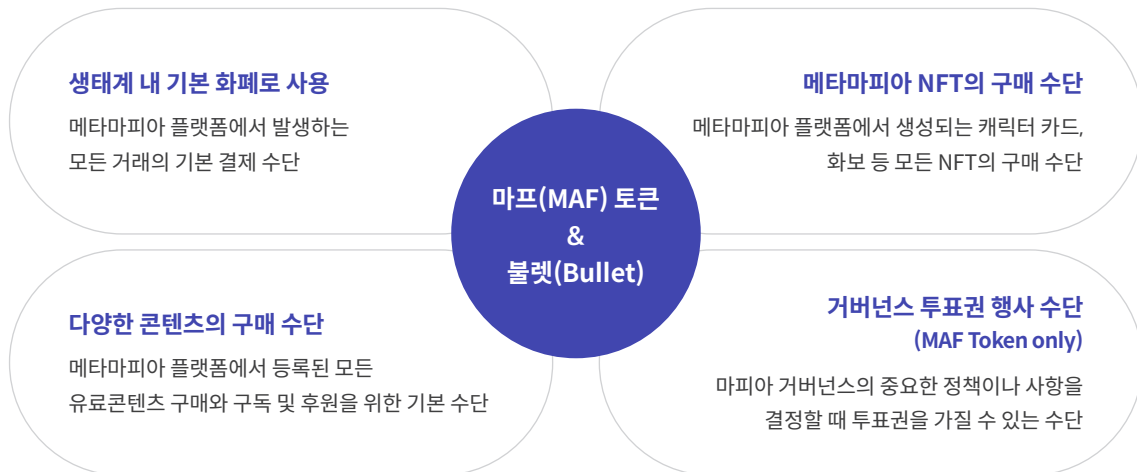 생태계 내 기본 화폐로 사용
메타마피아 플랫폼에서 발생하는
모든 거래의 기본 결제 수단
메타마피아 NFT의 구매 수단
메타마피아 플랫폼에서 생성되는 캐릭터 카드,
화보 등 모든 NFT의 구매 수단
마프(MAF) 토큰
&
불렛(Bullet)
다양한 콘텐츠의 구매 수단
메타마피아 플랫폼에서 등록된 모든
유료콘텐츠 구매와 구독 및 후원을 위한 기본 수단
거버넌스 투표권 행사 수단
(MAF Token only)
마피아 거버넌스의 중요한 정책이나 사항을
결정할 때 투표권을 가질 수 있는 수단